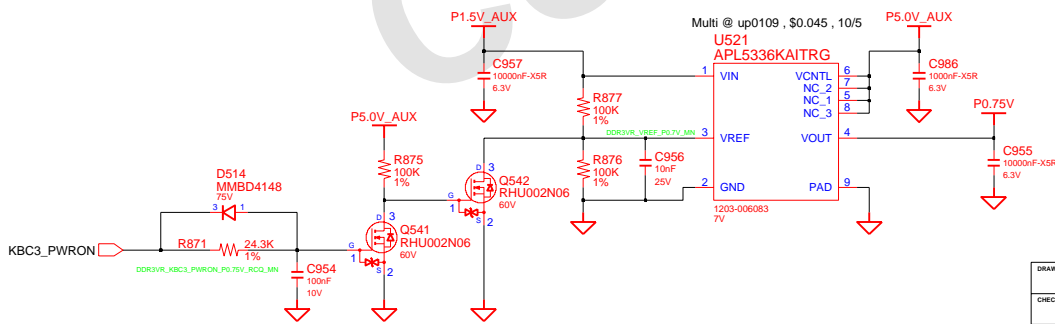 P1.5V_AUX
Multi @ up0109 , $0.045 , 10/5
P5.0V_AUX
U521
APL5336KAITRG
C957
10000nF-X5R
6.3V
1
VIN
VCNTL
6
NC_2
7
NC_1
5
NC_3
8
C986
1000nF-X5R
6.3V
R877
100K
1%
P0.75V
P5.0V_AUX
DDR3VR_VREF_P0.7V_MN
3
VREF
VOUT
4
R875
100K
1%
R876
100K
1%
C956
10nF
25V
C955
10000nF-X5R
6.3V
D514
MMBD4148
75V
3
1
D
3
G
1
S
2
Q542
RHU002N06
60V
2
GND
PAD
9
1203-006083
7V
KBC3_PWRON
R871
24.3K
1%
DDR3VR_KBC3_PWRON_P0.75V_RCQ_MN
D
3
G
1
S
2
Q541
RHU002N06
60V
C954
100nF
10V
DRAW
CHEC